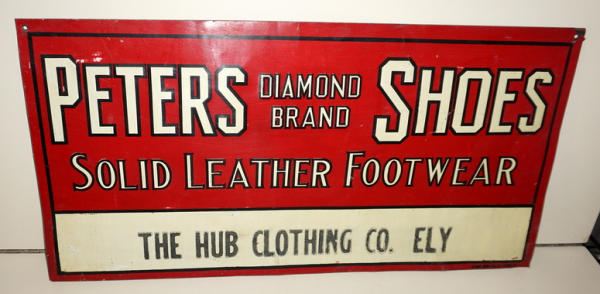 PETERS DIAMOND BRAND SHOES
SOLID LEATHER FOOTWEAR
THE HUB CLOTHING CO. ELY